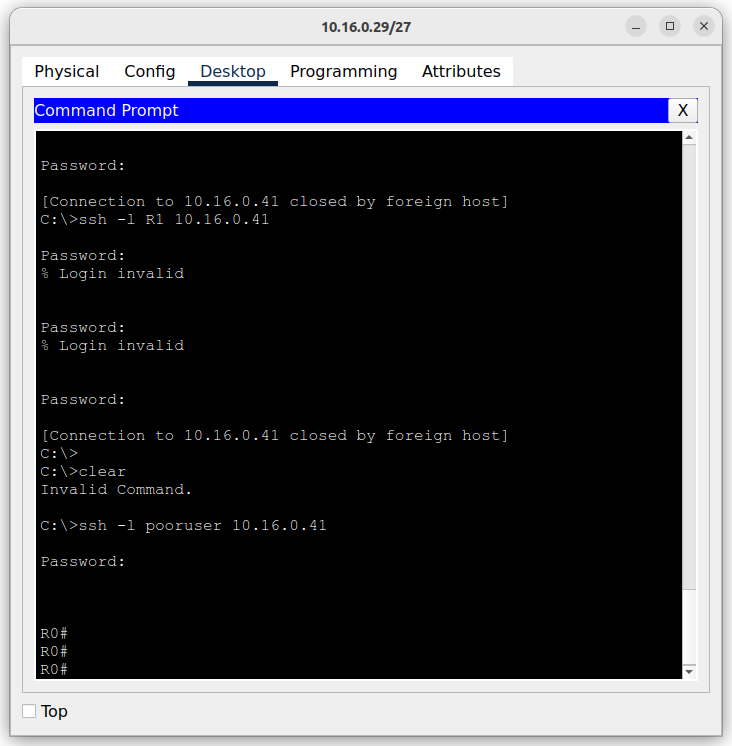 10.16.0.29/27
Physical Config Desktop Programming Attributes
Command Prompt X
Password:
[Connection to 10.16.0.41 closed by foreign host]
C:\>ssh -l R1 10.16.0.41
Password:
% Login invalid
Password:
% Login invalid
Password:
[Connection to 10.16.0.41 closed by foreign host]
C:\>
C:\>clear
Invalid Command.
C:\>ssh -l pooruser 10.16.0.41
Password:
R0#
R0#
R0#
Top